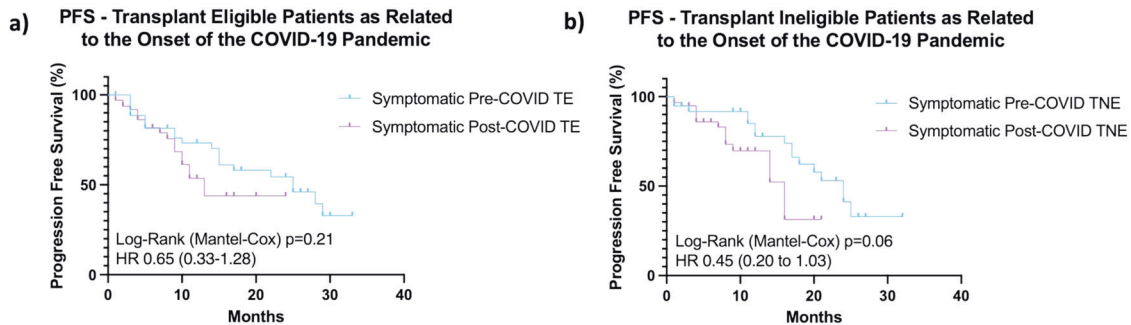 a)
PFS - Transplant Eligible Patients as Related
to the Onset of the COVID-19 Pandemic
Progression Free Survival (%)
100
50
0
0 10 20 30 40
Months
Symptomatic Pre-COVID TE
Symptomatic Post-COVID TE
Log-Rank (Mantel-Cox) p=0.21
HR 0.65 (0.33-1.28)
b)
PFS - Transplant Ineligible Patients as Related
to the Onset of the COVID-19 Pandemic
Progression Free Survival (%)
100
50
0
0 10 20 30 40
Months
Symptomatic Pre-COVID TNE
Symptomatic Post-COVID TNE
Log-Rank (Mantel-Cox) p=0.06
HR 0.45 (0.20 to 1.03)